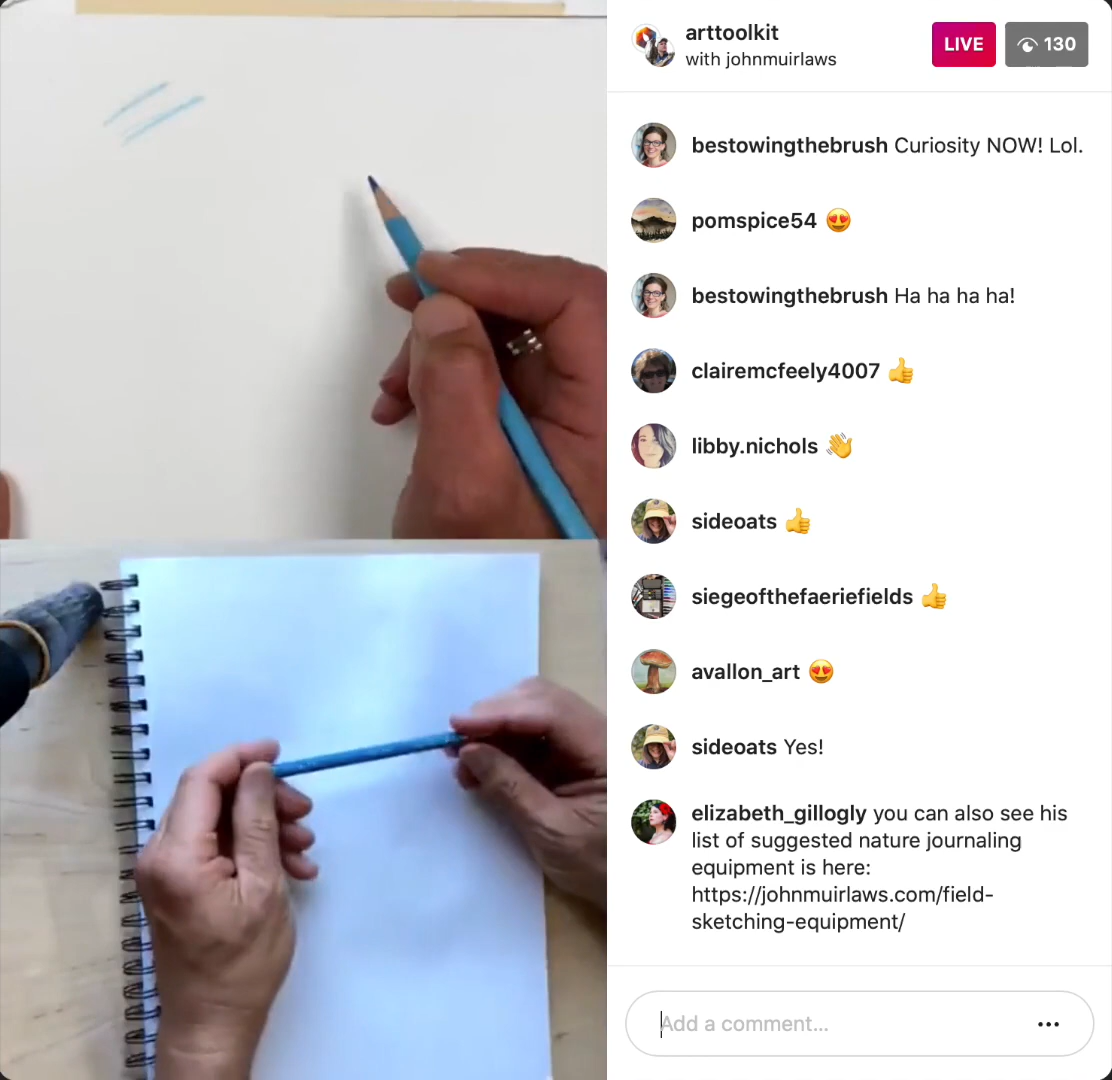 arttoolkit
with johnmuirlaws
LIVE
130
bestowingthebrush Curiosity NOW! Lol.
pomspice54 😍
bestowingthebrush Ha ha ha ha!
clairemcfeely4007 👍
libby.nichols 👋
sideoats 👍
siegeofthefaeriefields 👍
avallon_art 😍
sideoats Yes!
elizabeth_gillogly you can also see his
list of suggested nature journaling
equipment is here:
https://johnmuirlaws.com/field-
sketching-equipment/
Add a comment...